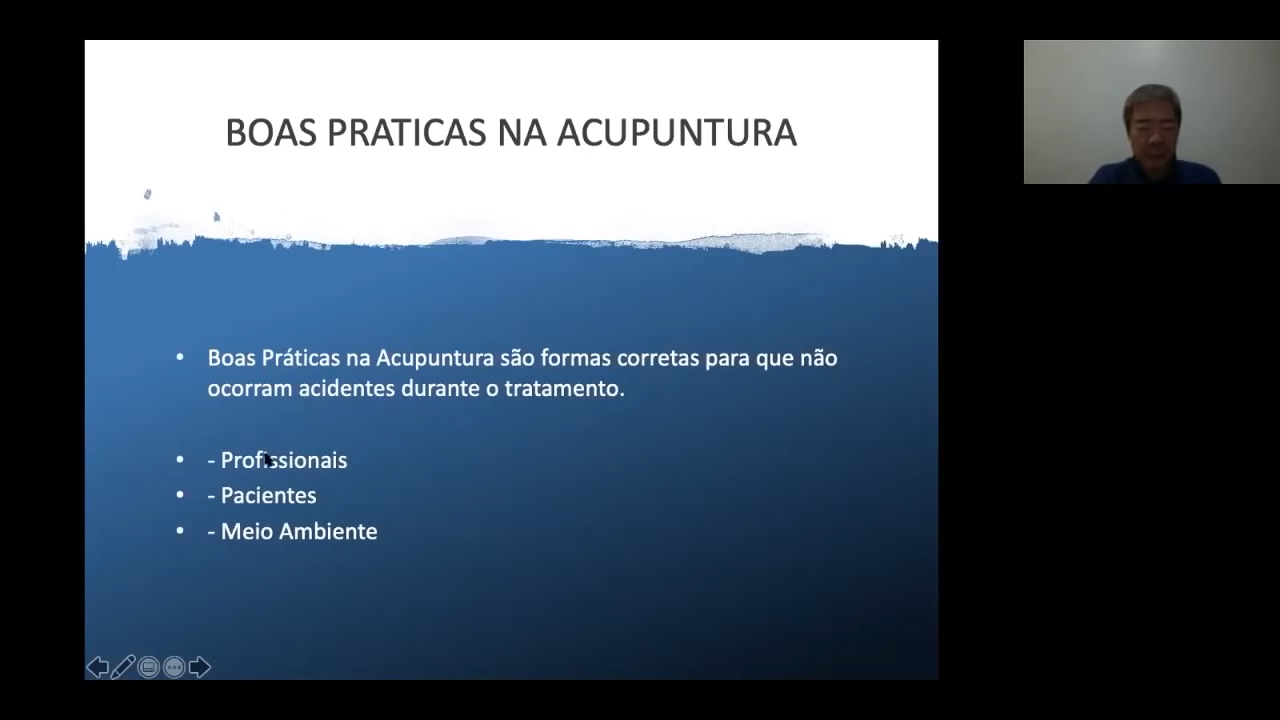 BOAS PRATICAS NA ACUPUNTURA
• Boas Práticas na Acupuntura são formas corretas para que não
ocorram acidentes durante o tratamento.
• - Profissionais
• - Pacientes
• - Meio Ambiente